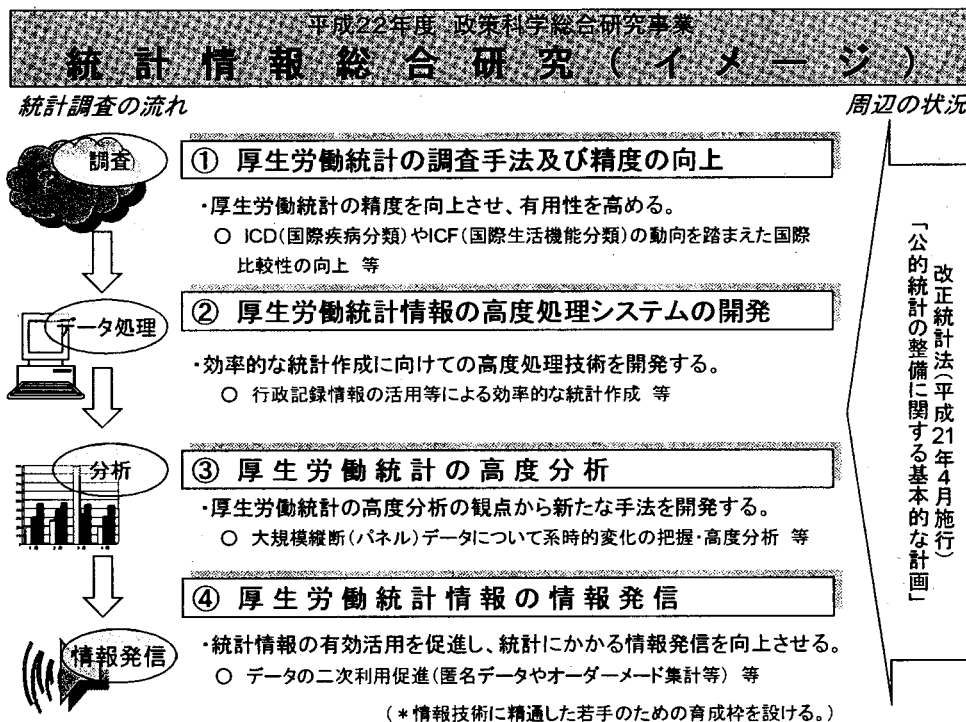 平成22年度 政策科学総合研究事業
統計情報総合研究(イメージ)
統計調査の流れ
周辺の状況
調査
① 厚生労働統計の調査手法及び精度の向上
・厚生労働統計の精度を向上させ、有用性を高める。
○ ICD(国際疾病分類)やICF(国際生活機能分類)の動向を踏まえた国際
比較性の向上 等
データ処理
② 厚生労働統計情報の高度処理システムの開発
・効率的な統計作成に向けての高度処理技術を開発する。
○ 行政記録情報の活用等による効率的な統計作成 等
分析
1月 2月 3月 4月
③ 厚生労働統計の高度分析
・厚生労働統計の高度分析の観点から新たな手法を開発する。
○ 大規模縦断(パネル)データについて系時的変化の把握・高度分析 等
情報発信
④ 厚生労働統計情報の情報発信
・統計情報の有効活用を促進し、統計にかかる情報発信を向上させる。
○ データの二次利用促進(匿名データやオーダーメード集計等) 等
(*情報技術に精通した若手のための育成枠を設ける。)
改正統計法(平成21年4月施行)
「公的統計の整備に関する基本的な計画」